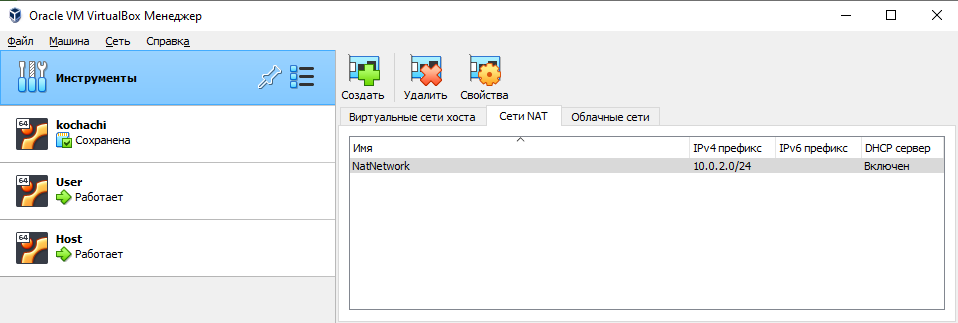 Oracle VM VirtualBox Менеджер
Файл Машина Сеть Справка
Инструменты
64
kochachi
Сохранена
64
User
Работает
64
Host
Работает
Создать Удалить Свойства
Виртуальные сети хоста Сети NAT Облачные сети
Имя IPv4 префикс IPv6 префикс DHCP сервер
NatNetwork 10.0.2.0/24 Включен